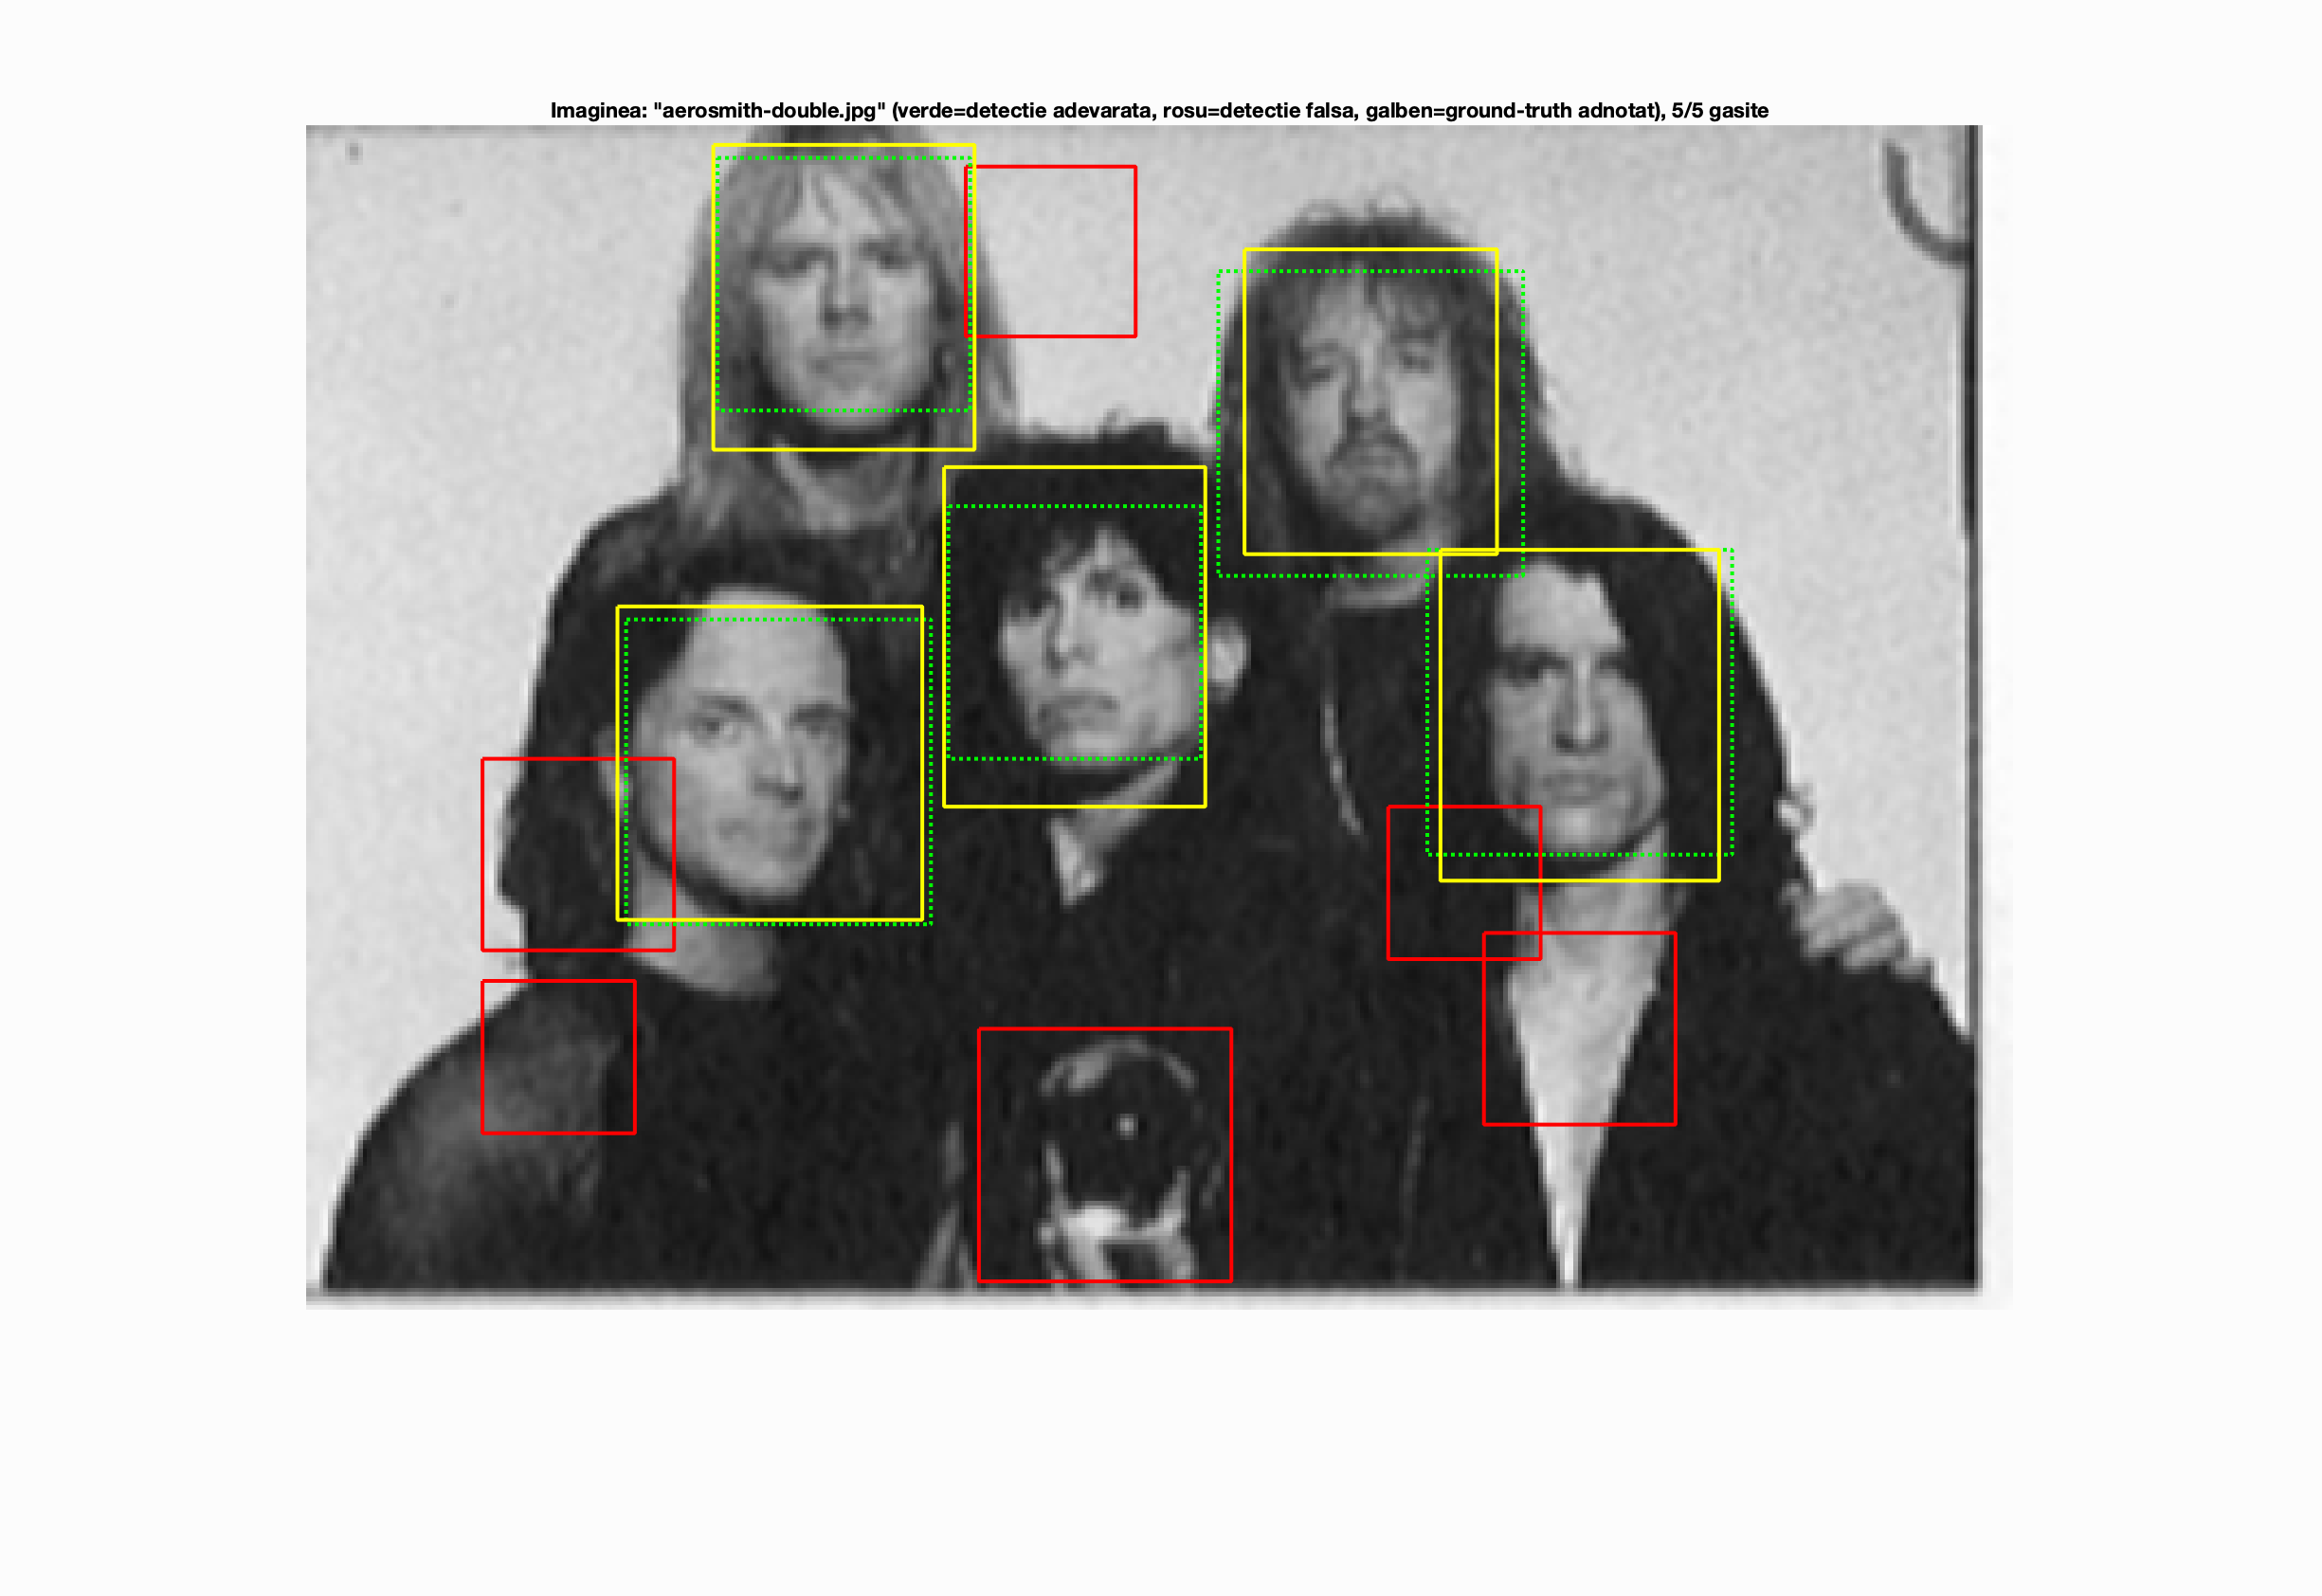 Imaginea: "aerosmith-double.jpg" (verde=detectie adevarata, rosu=detectie falsa, galben=ground-truth adnotat), 5/5 gasite